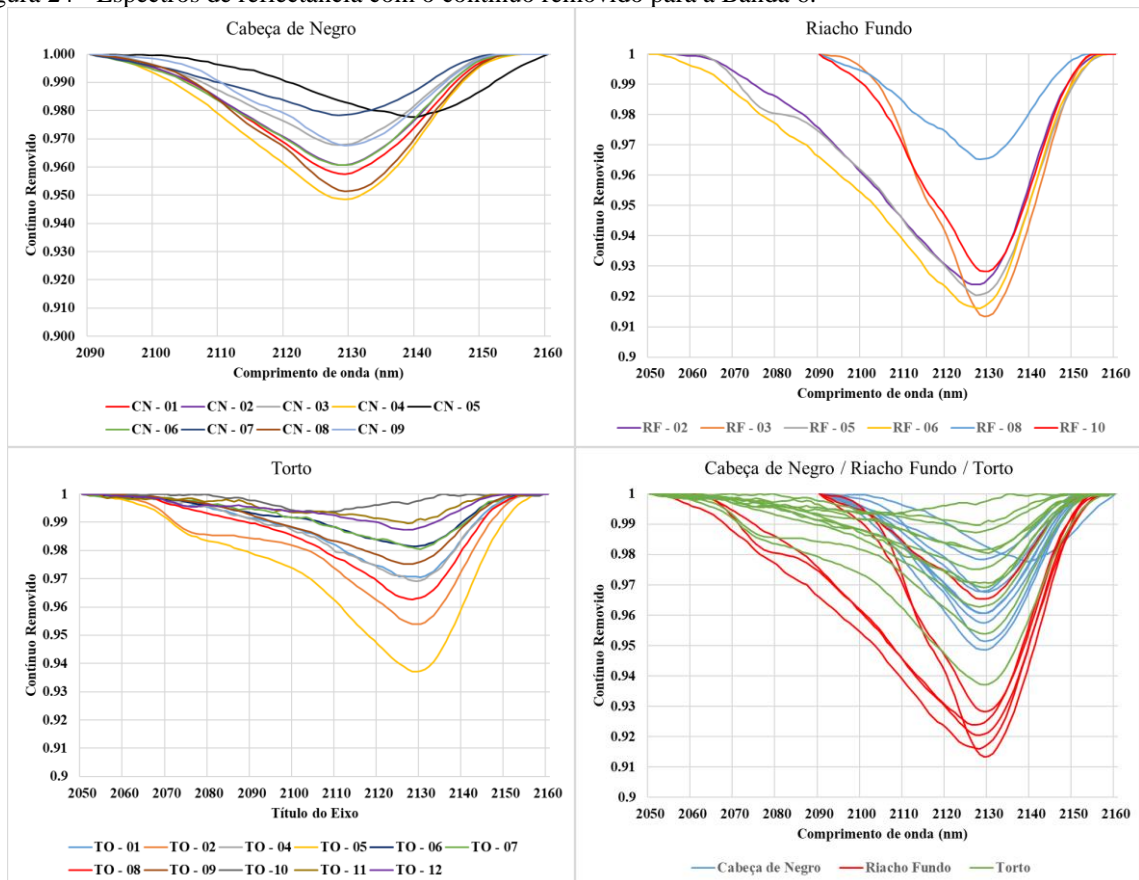 gura 24 - Espectros de reflectância com o contínuo removido para a Banda 6.
Cabeça de Negro
1.000
0.990
0.980
0.970
0.960
0.950
0.940
0.930
0.920
0.910
0.900
Contínuo Removido
2090 2100 2110 2120 2130 2140 2150 2160
Comprimento de onda (nm)
CN - 01 CN - 02 CN - 03 CN - 04 CN - 05
CN - 06 CN - 07 CN - 08 CN - 09
Riacho Fundo
1
0.99
0.98
0.97
0.96
0.95
0.94
0.93
0.92
0.91
0.9
Contínuo Removido
2050 2060 2070 2080 2090 2100 2110 2120 2130 2140 2150 2160
Comprimento de onda (nm)
RF - 02 RF - 03 RF - 05 RF - 06 RF - 08 RF - 10
Torto
1
0.99
0.98
0.97
0.96
0.95
0.94
0.93
0.92
0.91
0.9
Contínuo Removido
2050 2060 2070 2080 2090 2100 2110 2120 2130 2140 2150 2160
Título do Eixo
TO - 01 TO - 02 TO - 04 TO - 05 TO - 06 TO - 07
TO - 08 TO - 09 TO -10 TO - 11 TO - 12
Cabeça de Negro / Riacho Fundo / Torto
1
0.99
0.98
0.97
0.96
0.95
0.94
0.93
0.92
0.91
0.9
Contínuo Removido
2050 2060 2070 2080 2090 2100 2110 2120 2130 2140 2150 2160
Comprimento de onda (nm)
Cabeça de Negro Riacho Fundo Torto